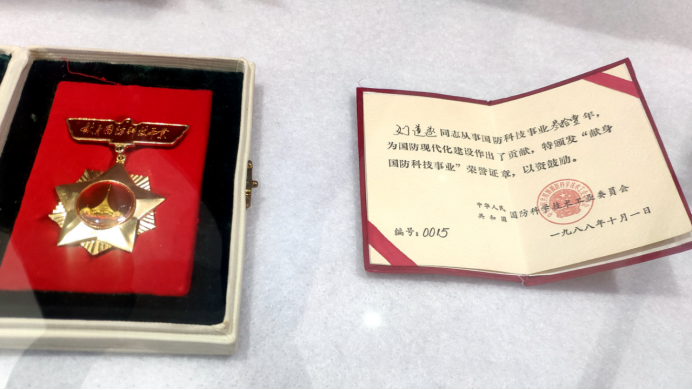 献身国防科技事业
同志从事国防科技事业叁拾壹年，
为国防现代化建设作出了贡献，特颁发“献身
国防科技事业”荣誉证章，以资鼓励。
中华人民
共和国 国防科学技术工业委员会
编号：0015
一九八八年十月一日